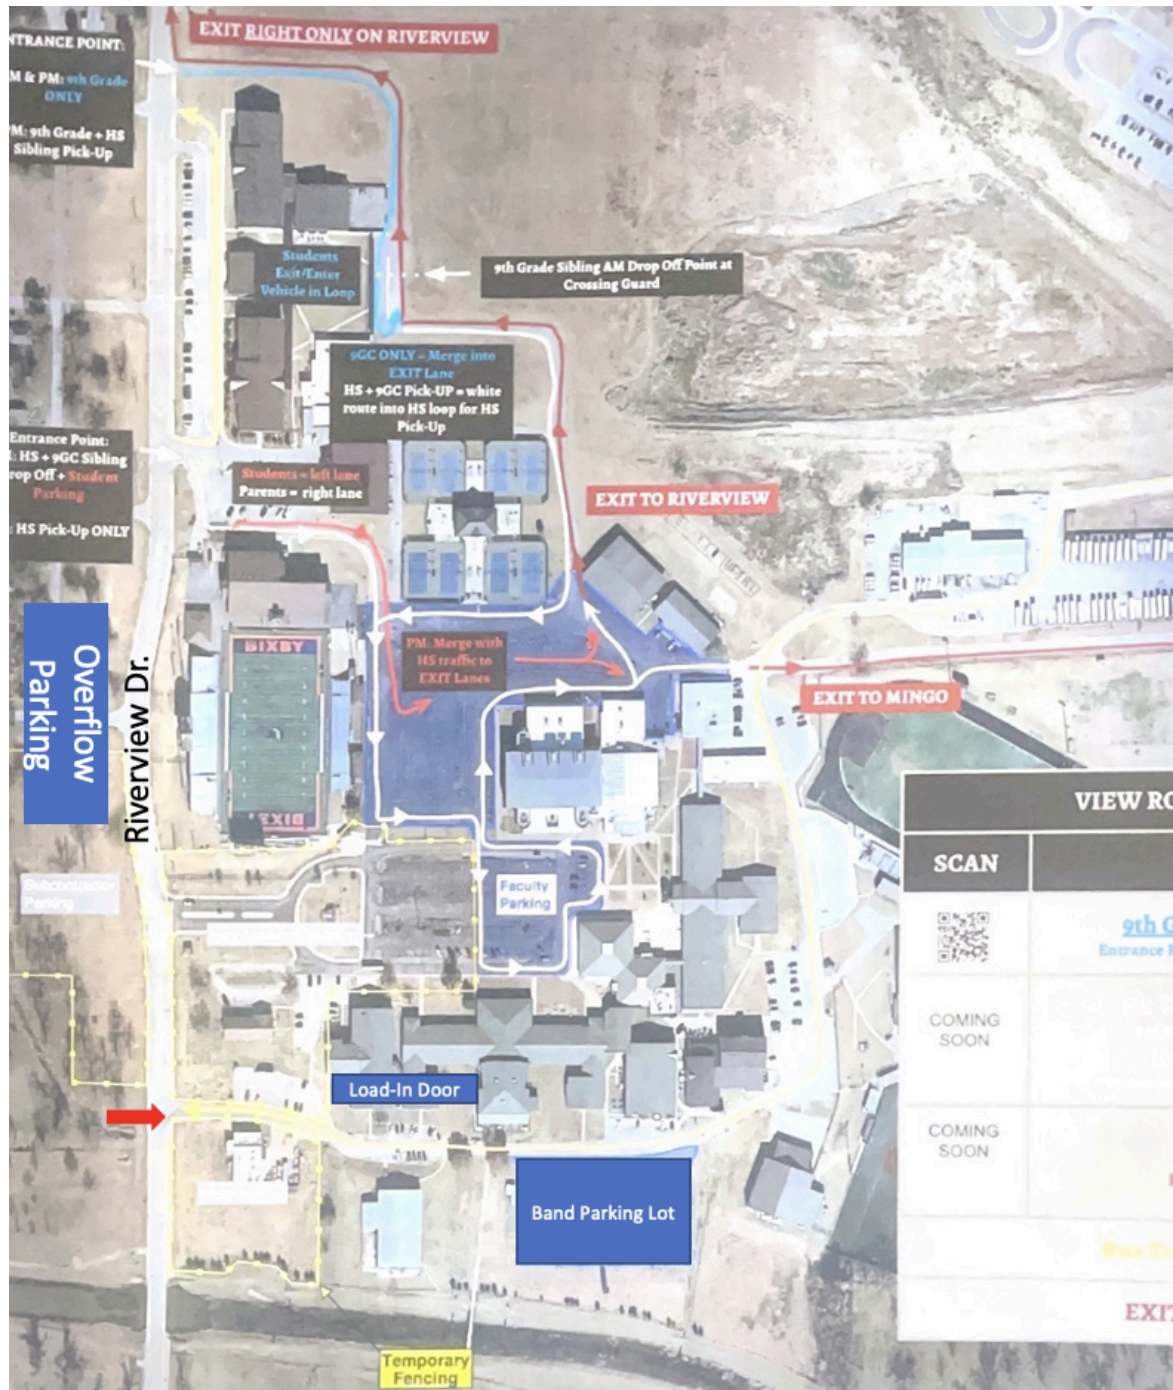 EXIT RIGHT ONLY ON RIVERVIEW
NTRANCE POINT:
M & PM: 9th Grade
ONLY
PM: 9th Grade + HS
Sibling Pick-Up
Students
Exit/Enter
Vehicle in Loop
9th Grade Sibling AM Drop Off Point at
Crossing Guard
9GC ONLY – Merge into
EXIT Lane
HS + 9GC Pick-UP = white
route into HS loop for HS
Pick-Up
Entrance Point:
: HS + 9GC Sibling
rop Off + Student
Parking
: HS Pick-Up ONLY
Students = left lane
Parents = right lane
EXIT TO RIVERVIEW
BIXBY
PM: Merge with
HS traffic to
EXIT Lanes
EXIT TO MINGO
Overflow
Parking
Riverview Dr.
BIXBY
Subcontractor
Parking
Faculty
Parking
VIEW RO
SCAN
9th G
Entrance R
COMING
SOON
COMING
SOON
EXIT
Load-In Door
Band Parking Lot
Temporary
Fencing